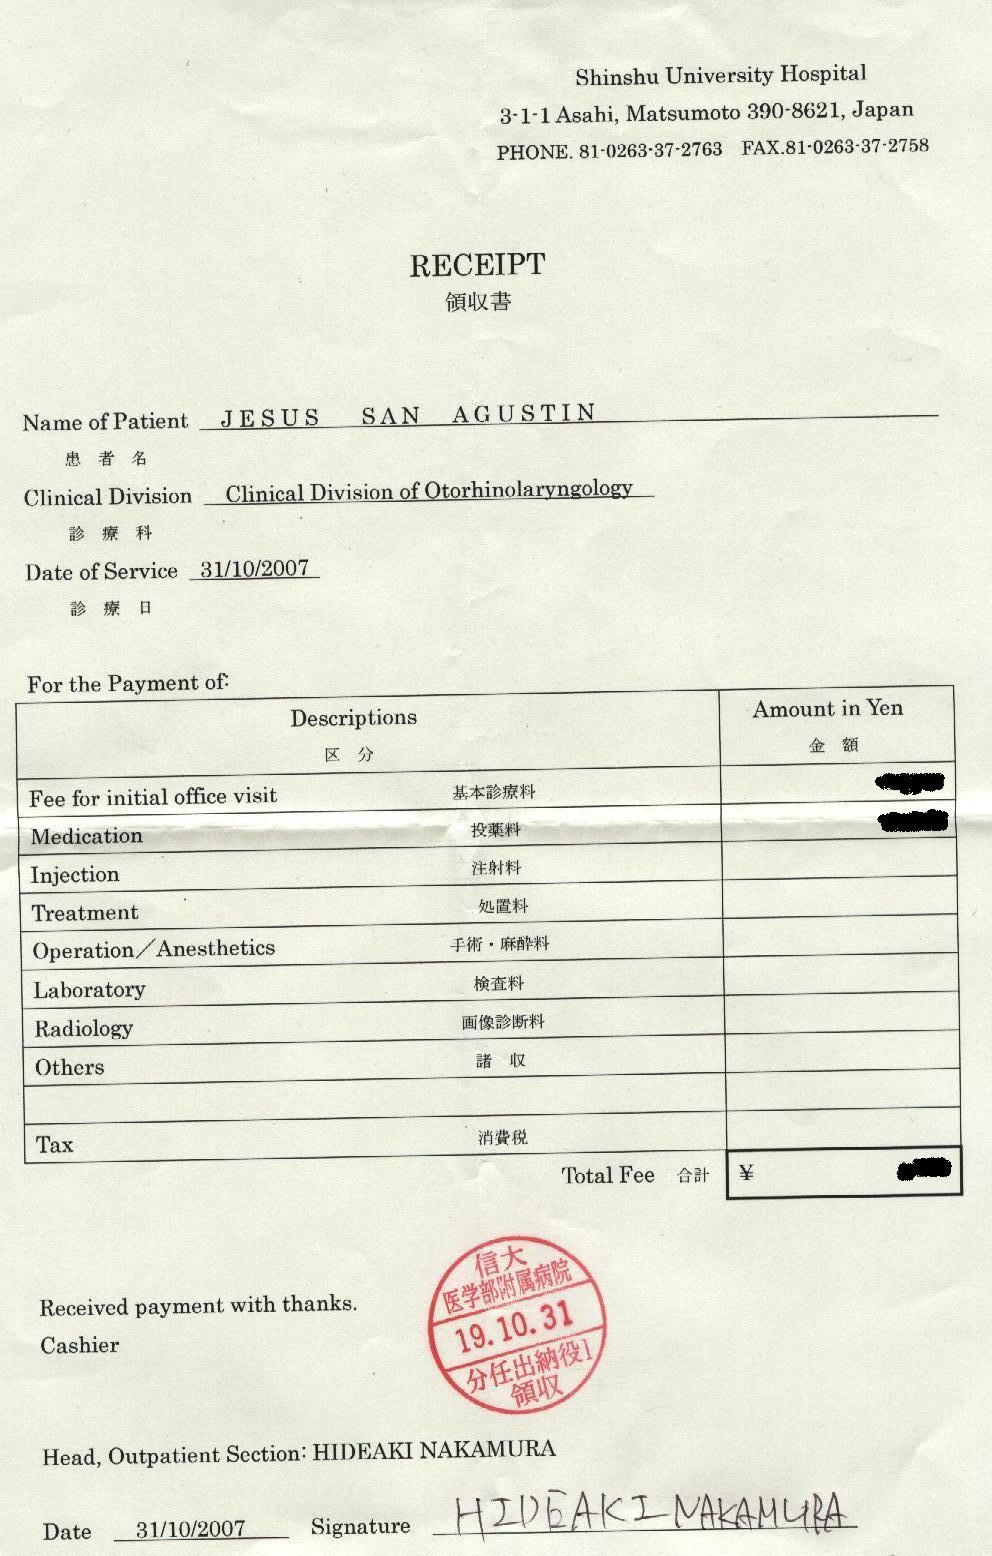 Shinshu University Hospital
3-1-1 Asahi, Matsumoto 390-8621, Japan
PHONE. 81-0263-37-2763 FAX.81-0263-37-2758
RECEIPT
領収書
Name of Patient JESUS SAN AGUSTIN
患者名
Clinical Division Clinical Division of Otorhinolaryngology
診療科
Date of Service 31/10/2007
診療日
For the Payment of:
Descriptions Amount in Yen
区分 金額
Fee for initial office visit 基本診療料
Medication 投薬料
Injection 注射料
Treatment 処置料
Operation/Anesthetics 手術・麻酔料
Laboratory 検査料
Radiology 画像診断料
Others 諸収
Tax 消費税
Total Fee 合計 ¥
信大
医学部附属病院
19.10.31
分任出納役1
領収
Received payment with thanks.
Cashier
Head, Outpatient Section: HIDEAKI NAKAMURA
Date 31/10/2007 Signature HIDEAKI NAKAMURA